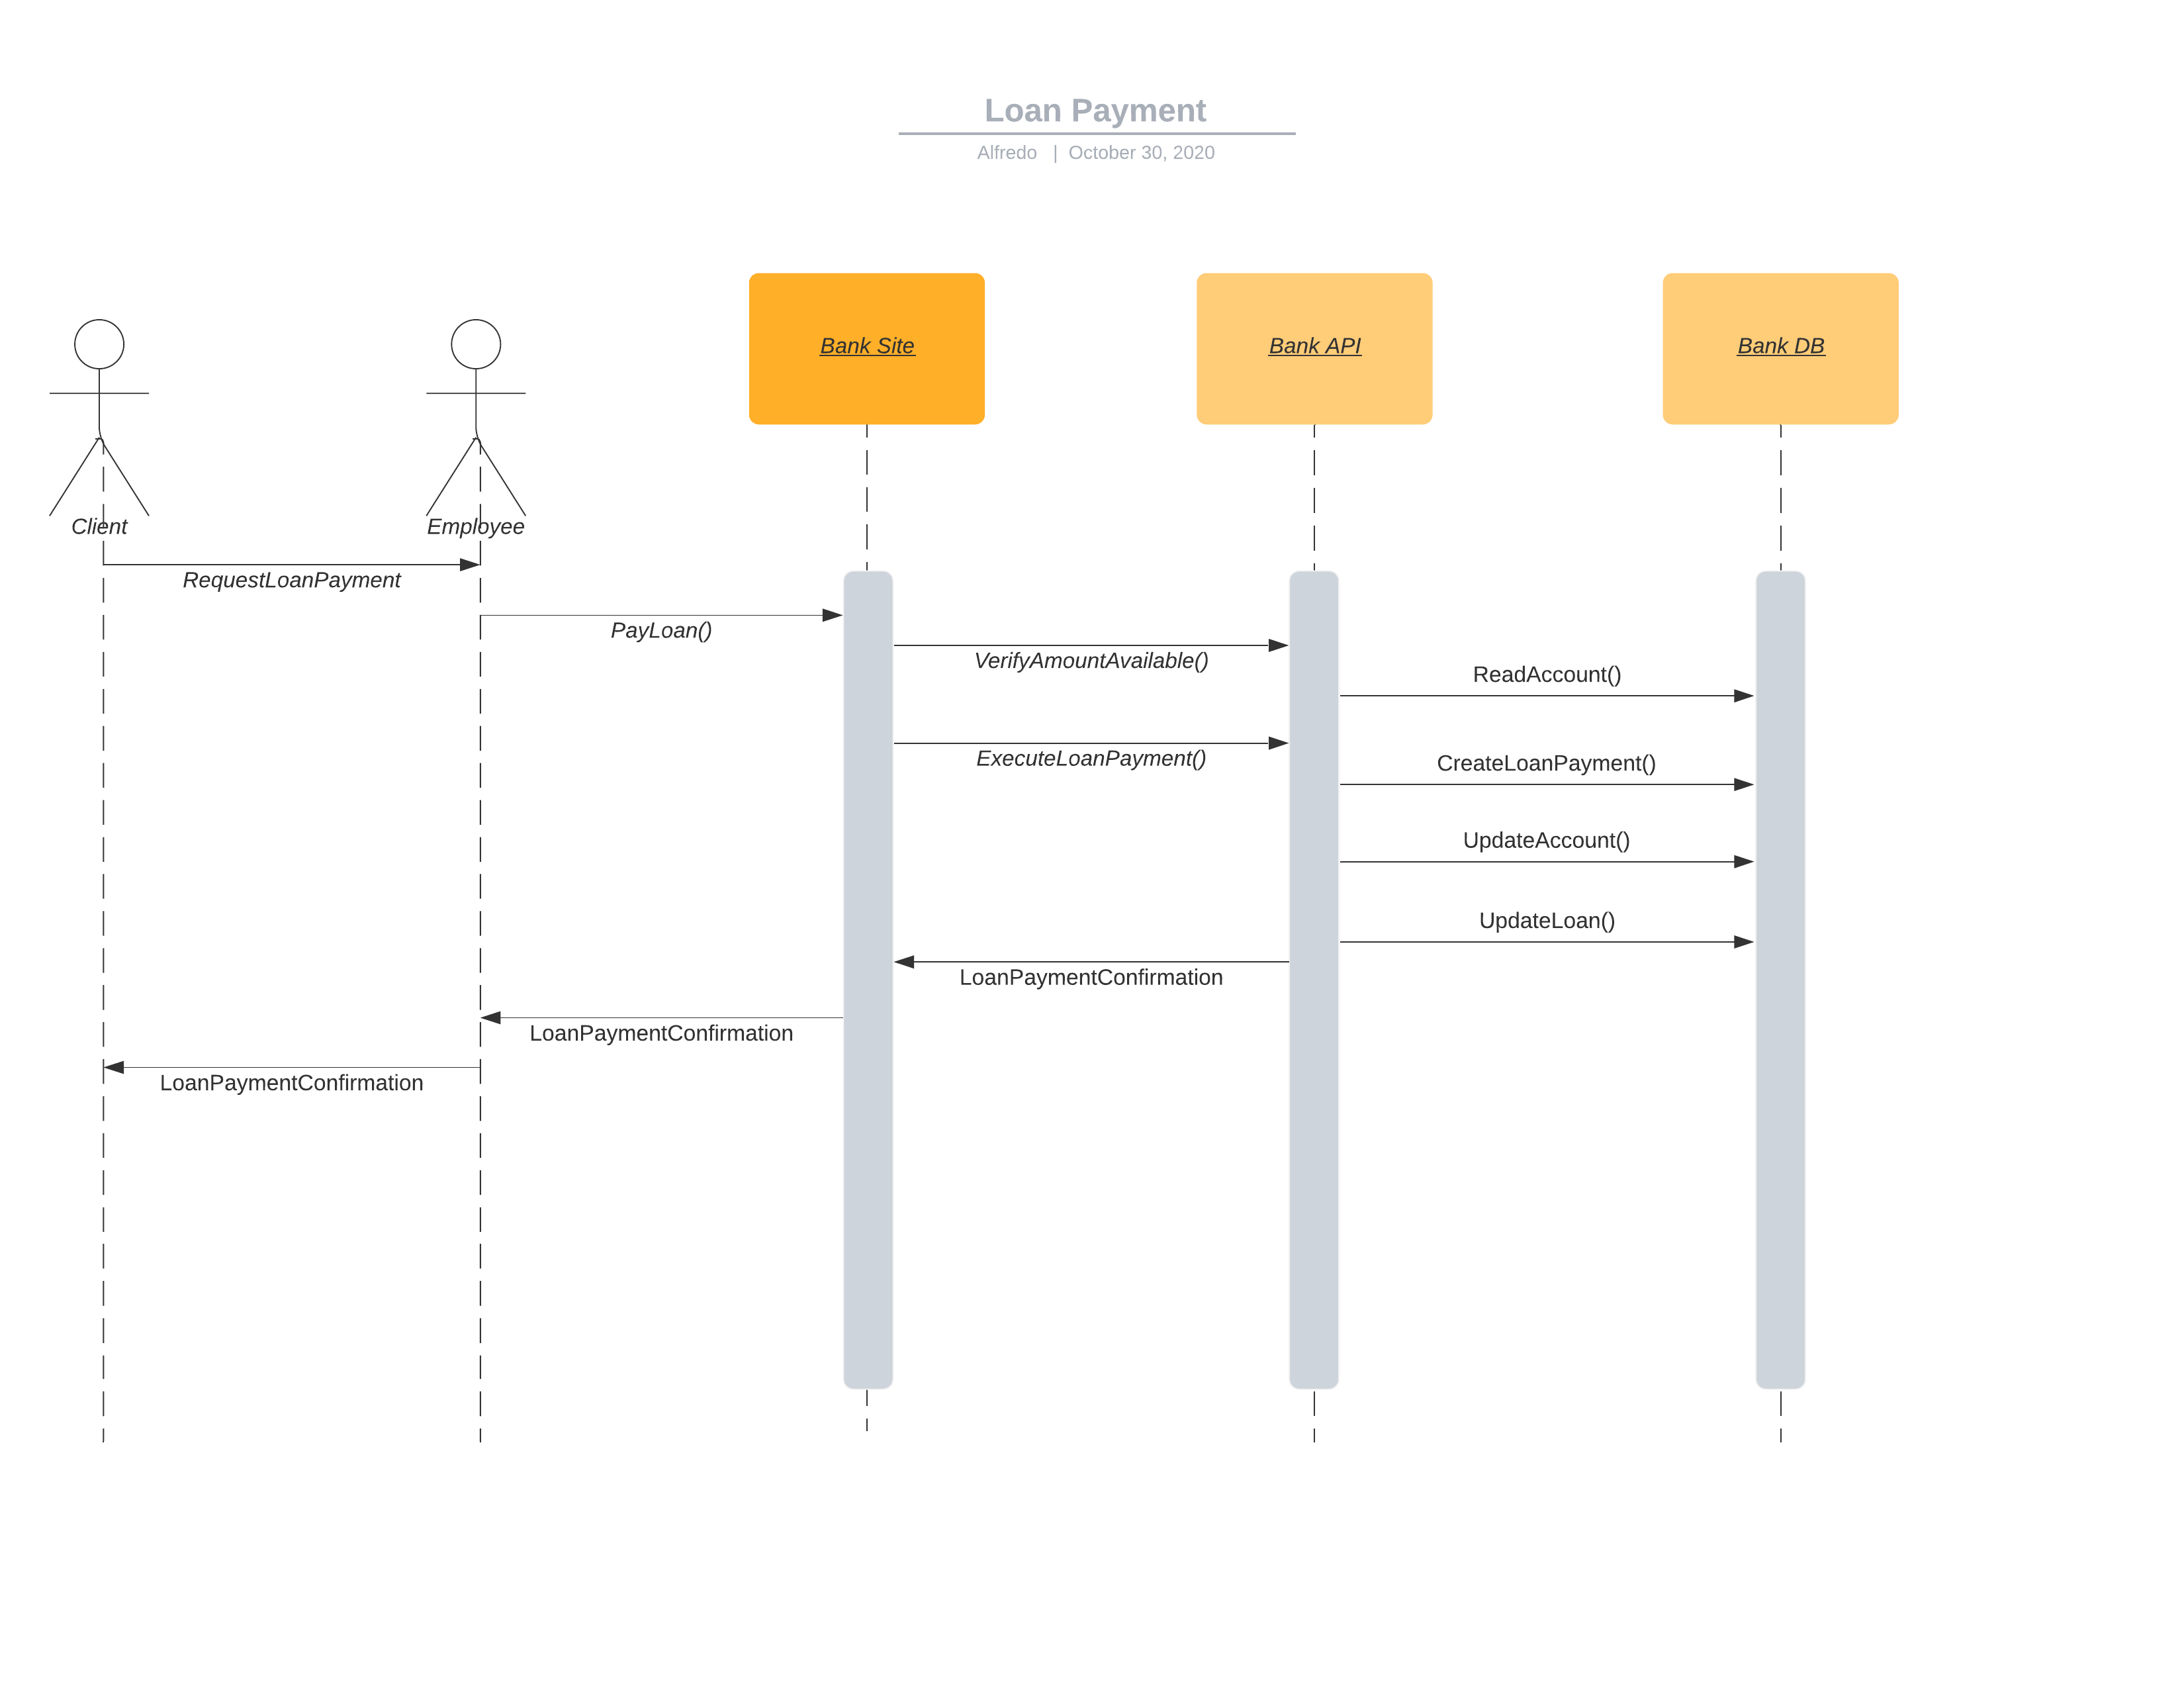 Loan Payment
Alfredo | October 30, 2020
Bank Site
Bank API
Bank DB
Client
Employee
RequestLoanPayment
PayLoan()
VerifyAmountAvailable()
ReadAccount()
ExecuteLoanPayment()
CreateLoanPayment()
UpdateAccount()
UpdateLoan()
LoanPaymentConfirmation
LoanPaymentConfirmation
LoanPaymentConfirmation